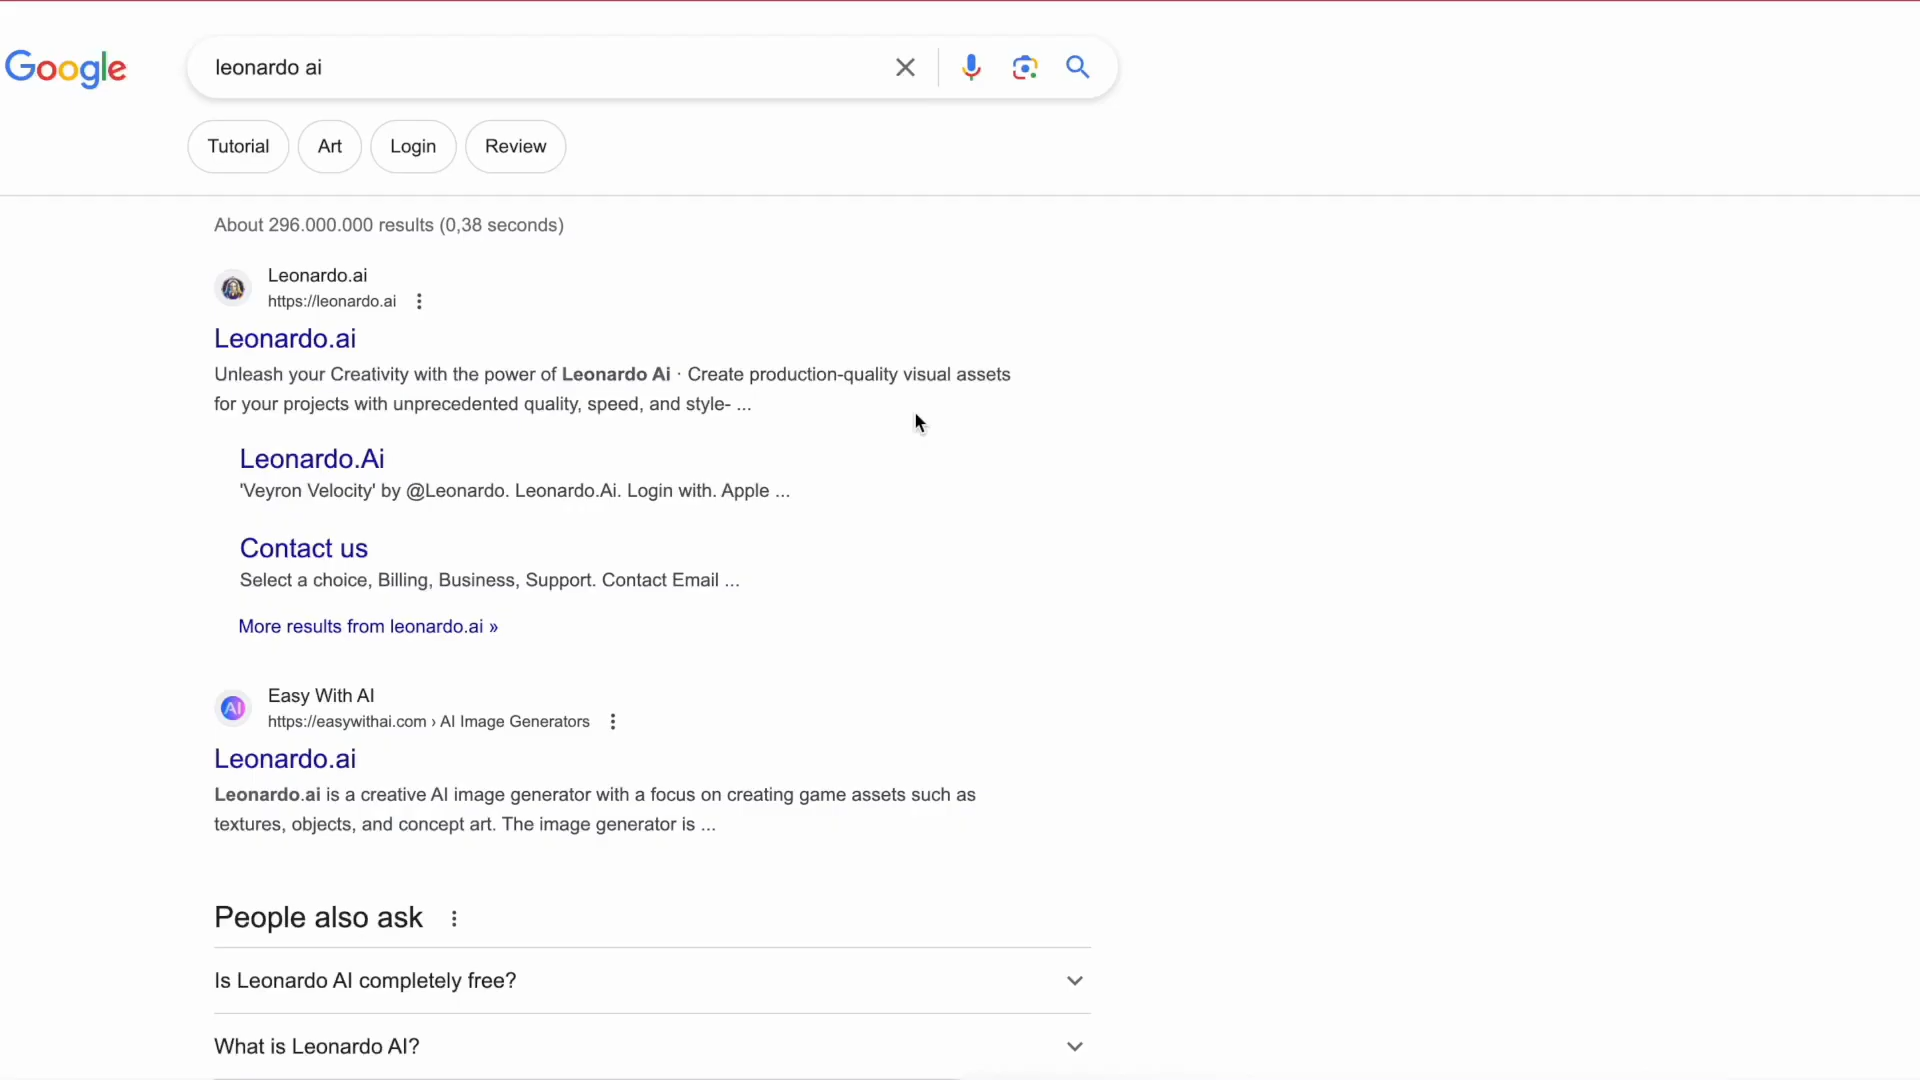 Google
leonardo ai
Tutorial
Art
Login
Review
About 296.000.000 results (0,38 seconds)
Leonardo.ai
https://leonardo.ai
Leonardo.ai
Unleash your Creativity with the power of Leonardo Ai · Create production-quality visual assets
for your projects with unprecedented quality, speed, and style- ...
Leonardo.Ai
'Veyron Velocity' by @Leonardo. Leonardo.Ai. Login with. Apple ...
Contact us
Select a choice, Billing, Business, Support. Contact Email ...
More results from leonardo.ai »
AI
Easy With AI
https://easywithai.com › AI Image Generators
Leonardo.ai
Leonardo.ai is a creative AI image generator with a focus on creating game assets such as
textures, objects, and concept art. The image generator is ...
People also ask
Is Leonardo AI completely free?
What is Leonardo AI?